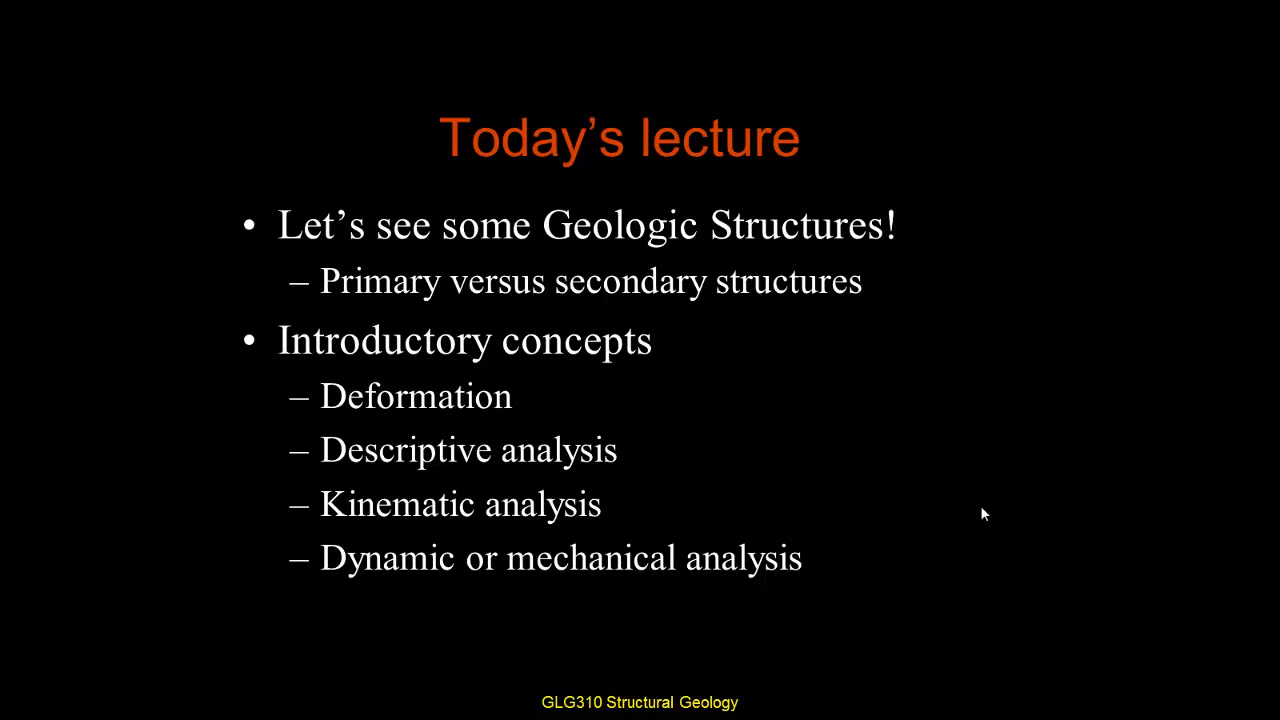 Today’s lecture
• Let’s see some Geologic Structures!
– Primary versus secondary structures
• Introductory concepts
– Deformation
– Descriptive analysis
– Kinematic analysis
– Dynamic or mechanical analysis
GLG310 Structural Geology